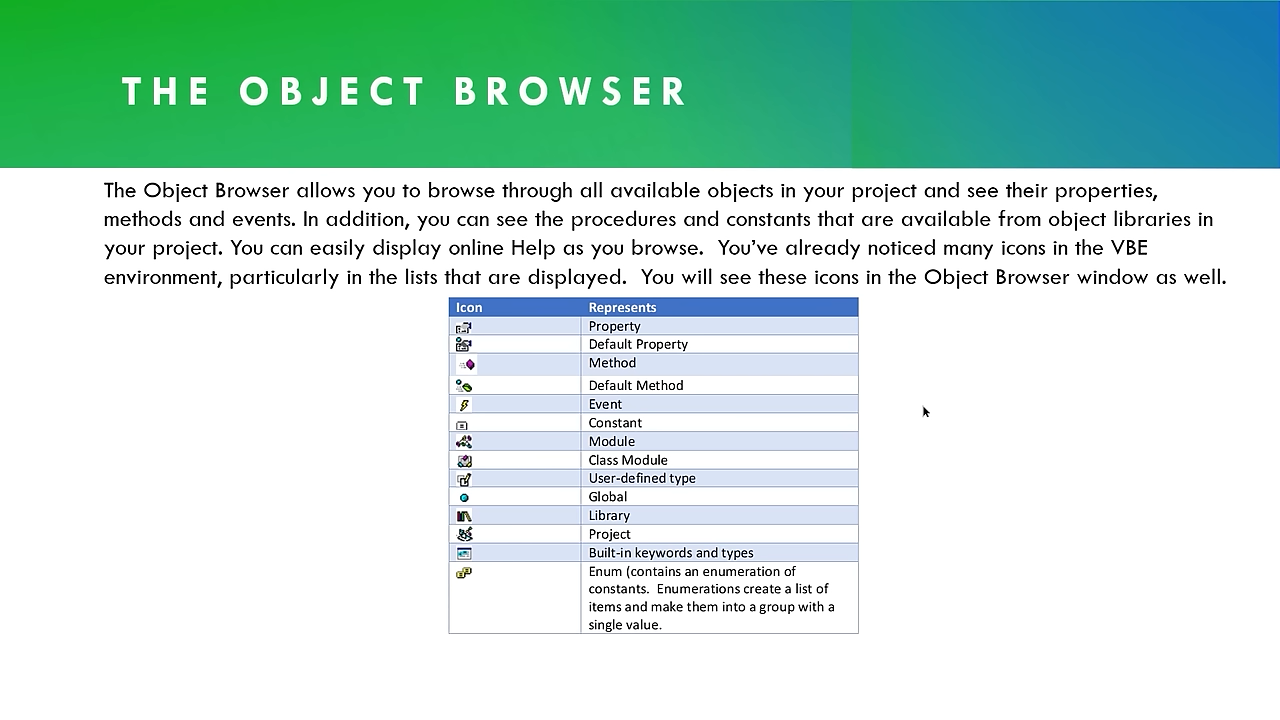 THE OBJECT BROWSER
The Object Browser allows you to browse through all available objects in your project and see their properties,
methods and events. In addition, you can see the procedures and constants that are available from object libraries in
your project. You can easily display online Help as you browse.  You’ve already noticed many icons in the VBE
environment, particularly in the lists that are displayed.  You will see these icons in the Object Browser window as well.
Icon Represents
Property
Default Property
Method
Default Method
Event
Constant
Module
Class Module
User-defined type
Global
Library
Project
Built-in keywords and types
Enum (contains an enumeration of
constants.  Enumerations create a list of
items and make them into a group with a
single value.